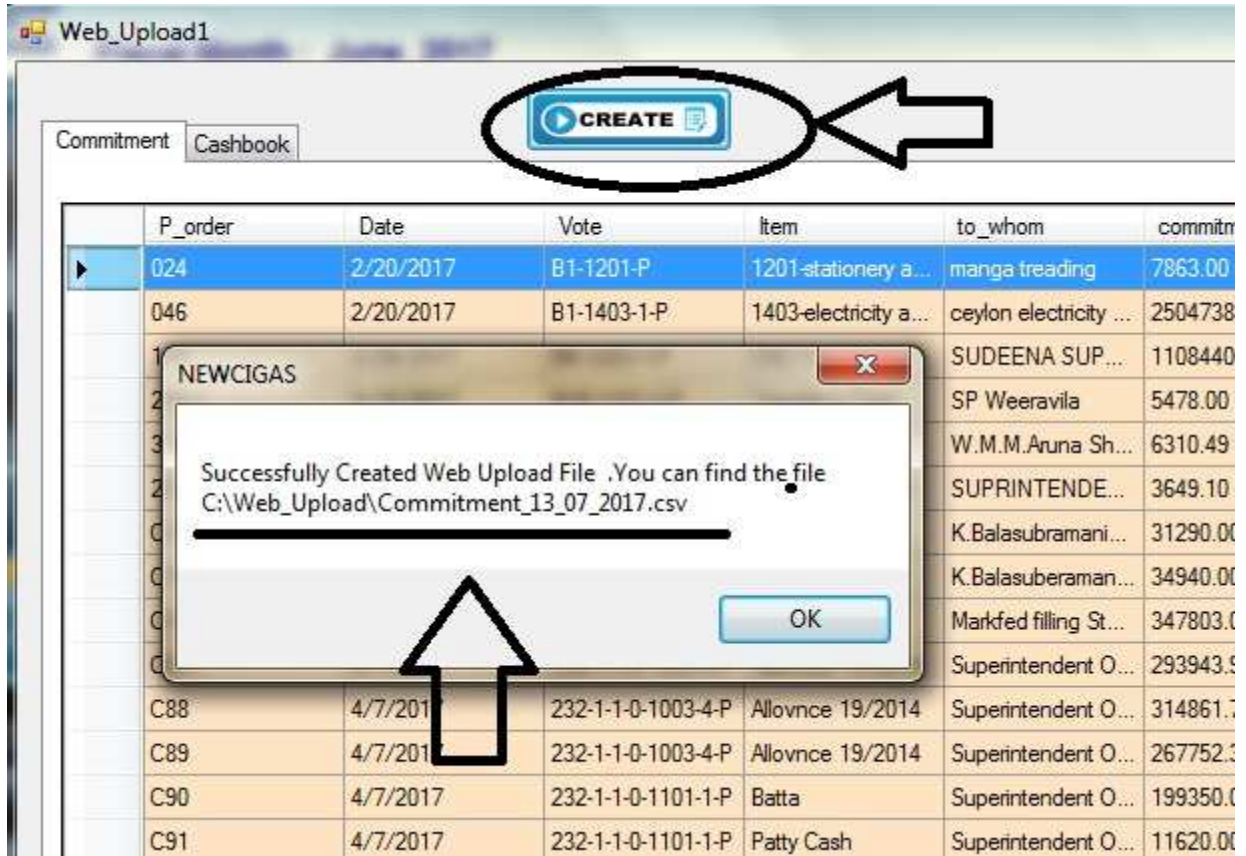 Web_Upload1
CREATE
Commitment Cashbook
P_order Date Vote Item to_whom
024 2/20/2017 B1-1201-P 1201-stationery a... manga treading 7863.00
046 2/20/2017 B1-1403-1-P 1403-electricity a... ceylon electricity ... 2504738
SUDEENA SUP... 1108440
SP Weeravila 5478.00
W.M.M.Aruna Sh... 6310.49
SUPRINTENDE... 3649.10
K.Balasubramani... 31290.00
K.Balasuberaman... 34940.00
Markfed filling St... 347803.0
Superintendent O... 293943.9
NEWCIGAS
Successfully Created Web Upload File .You can find the file
C:\Web_Upload\Commitment_13_07_2017.csv
OK
C88 4/7/2017 232-1-1-0-1003-4-P Allovnce 19/2014 Superintendent O... 314861.7
C89 4/7/2017 232-1-1-0-1003-4-P Allovnce 19/2014 Superintendent O... 267752.3
C90 4/7/2017 232-1-1-0-1101-1-P Batta Superintendent O... 199350.0
C91 4/7/2017 232-1-1-0-1101-1-P Patty Cash Superintendent O... 11620.00